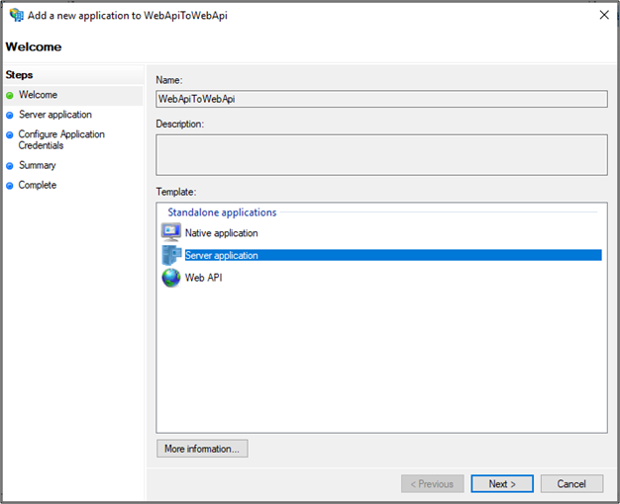 Add a new application to WebApiToWebApi
Welcome
Steps
Welcome
Server application
Configure Application
Credentials
Summary
Complete
Name:
WebApiToWebApi
Description:
Template:
Standalone applications
Native application
Server application
Web API
More information...
< Previous
Next >
Cancel